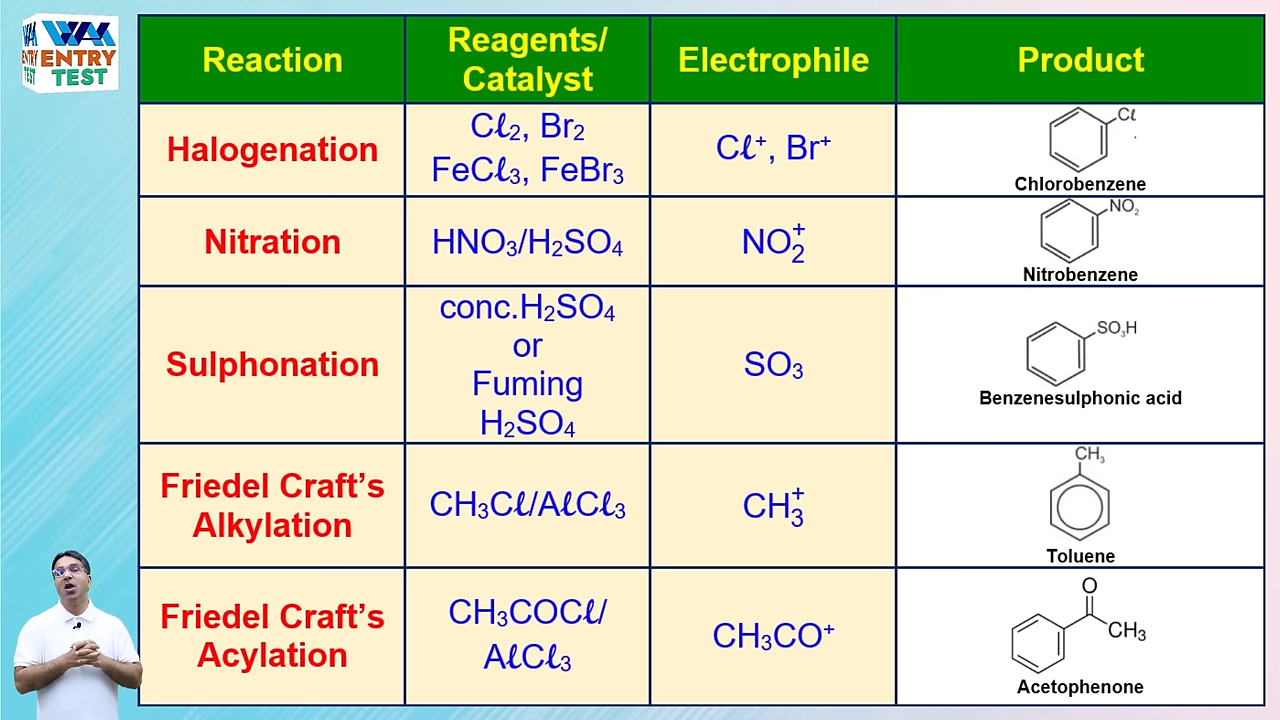 WAK
ENTRY
TEST
Reaction
Reagents/
Catalyst
Electrophile
Product
Halogenation
Cℓ₂, Br₂
FeCℓ₃, FeBr₃
Cℓ⁺, Br⁺
Cℓ
Chlorobenzene
Nitration
HNO₃/H₂SO₄
NO₂⁺
NO₂
Nitrobenzene
Sulphonation
conc.H₂SO₄
or
Fuming
H₂SO₄
SO₃
SO₃H
Benzenesulphonic acid
Friedel Craft’s
Alkylation
CH₃Cℓ/AℓCℓ₃
CH₃⁺
CH₃
Toluene
Friedel Craft’s
Acylation
CH₃COCℓ/
AℓCℓ₃
CH₃CO⁺
O
CH₃
Acetophenone